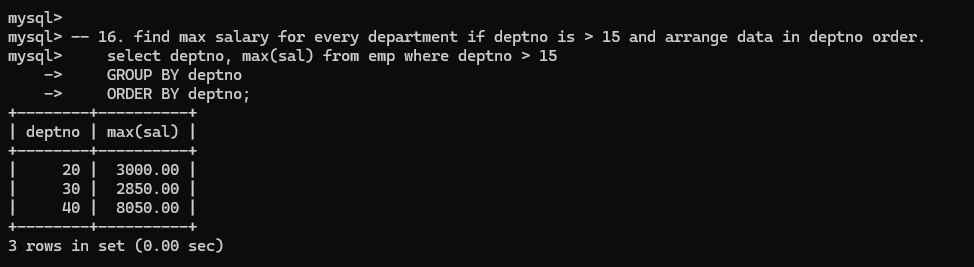 mysql>
mysql> -- 16. find max salary for every department if deptno is > 15 and arrange data in deptno order.
mysql>     select deptno, max(sal) from emp where deptno > 15
    ->     GROUP BY deptno
    ->     ORDER BY deptno;
+--------+----------+
| deptno | max(sal) |
+--------+----------+
|     20 |  3000.00 |
|     30 |  2850.00 |
|     40 |  8050.00 |
+--------+----------+
3 rows in set (0.00 sec)